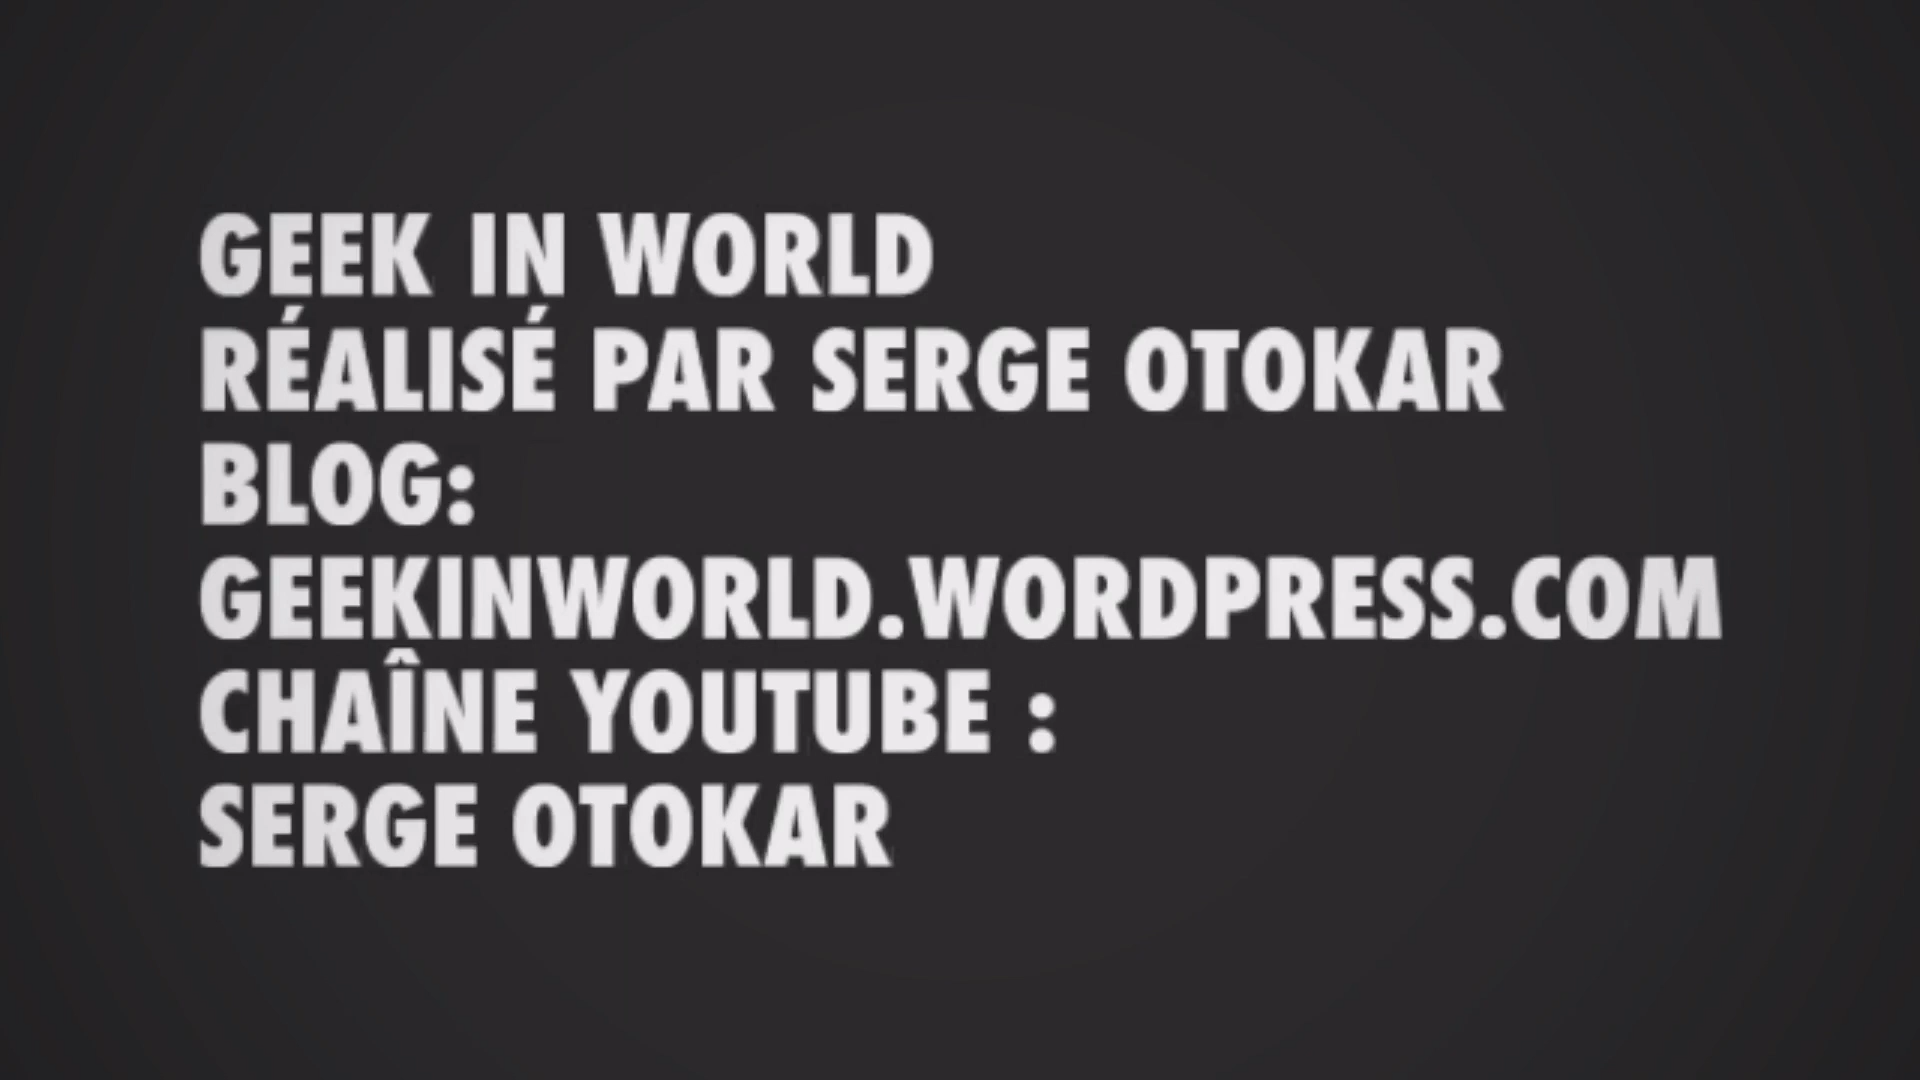 GEEK IN WORLD
RÉALISÉ PAR SERGE OTOKAR
BLOG:
GEEKINWORLD.WORDPRESS.COM
CHAÎNE YOUTUBE :
SERGE OTOKAR